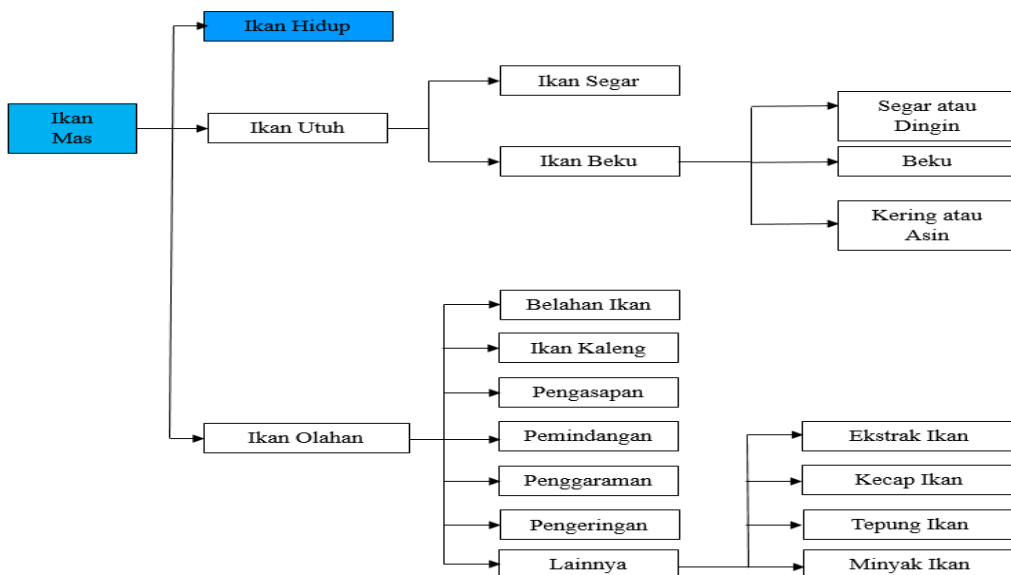 Ikan Hidup
Ikan
Mas
Ikan Utuh
Ikan Segar
Ikan Beku
Segar atau
Dingin
Beku
Kering atau
Asin
Ikan Olahan
Belahan Ikan
Ikan Kaleng
Pengasapan
Pemindangan
Penggaraman
Pengeringan
Lainnya
Ekstrak Ikan
Kecap Ikan
Tepung Ikan
Minyak Ikan